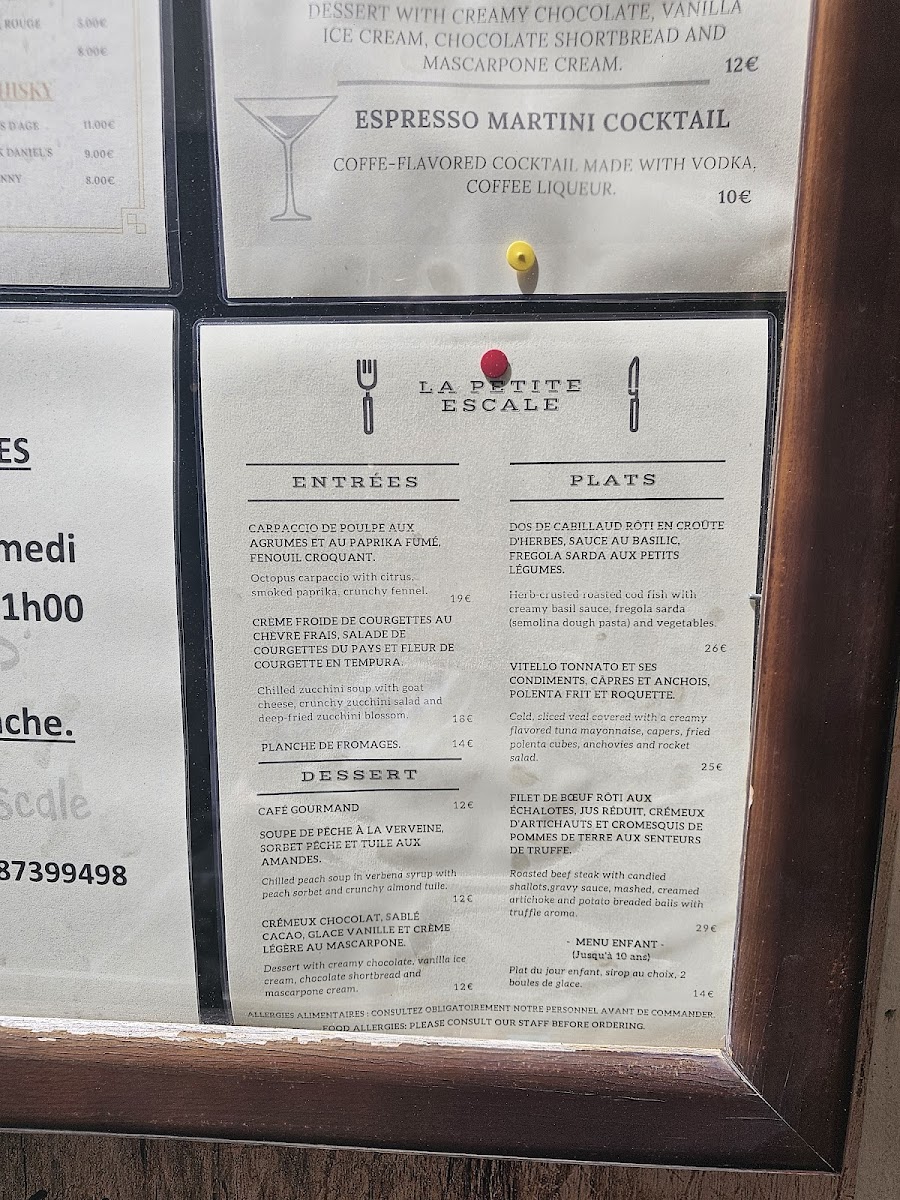 ROUGE 5.00€
8.00€
HISKY
S D'AGE 11.00€
K DANIEL'S 9.00€
NNY 8.00€
DESSERT WITH CREAMY CHOCOLATE, VANILLA
ICE CREAM, CHOCOLATE SHORTBREAD AND
MASCARPONE CREAM. 12€
ESPRESSO MARTINI COCKTAIL
COFFE-FLAVORED COCKTAIL MADE WITH VODKA,
COFFEE LIQUEUR.
10€
ES
medi
1h00
che.
scale
87399498
LA PETITE
ESCALE
ENTRÉES
CARPACCIO DE POULPE AUX
AGRUMES ET AU PAPRIKA FUMÉ,
FENOUIL CROQUANT.
Octopus carpaccio with citrus,
smoked paprika, crunchy fennel.
19€
CREME FROIDE DE COURGETTES AU
CHÈVRE FRAIS, SALADE DE
COURGETTES DU PAYS ET FLEUR DE
COURGETTE EN TEMPURA.
Chilled zucchini soup with goat
cheese, crunchy zucchini salad and
deep-fried zucchini blossom. 18€
PLANCHE DE FROMAGES. 14€
DESSERT
CAFÉ GOURMAND 12€
SOUPE DE PÊCHE À LA VERVEINE,
SORBET PÊCHE ET TUILE AUX
AMANDES.
Chilled peach soup in verbena syrup with
peach sorbet and crunchy almond tuile.
12€
CRÉMEUX CHOCOLAT, SABLÉ
CACAO, GLACE VANILLE ET CRÈME
LÉGÈRE AU MASCARPONE.
Dessert with creamy chocolate, vanilla ice
cream, chocolate shortbread and
mascarpone cream. 12€
PLATS
DOS DE CABILLAUD RÔTI EN CROÛTE
D'HERBES, SAUCE AU BASILIC,
FREGOLA SARDA AUX PETITS
LÉGUMES.
Herb-crusted roasted cod fish with
creamy basil sauce, fregola sarda
(semolina dough pasta) and vegetables.
26€
VITELLO TONNATO ET SES
CONDIMENTS, CÂPRES ET ANCHOIS,
POLENTA FRIT ET ROQUETTE.
Cold, sliced veal covered with a creamy
flavored tuna mayonnaise, capers, fried
polenta cubes, anchovies and rocket
salad.
25€
FILET DE BŒUF RÔTI AUX
ÉCHALOTES, JUS RÉDUIT, CRÉMEUX
D'ARTICHAUTS ET CROMESQUIS DE
POMMES DE TERRE AUX SENTEURS
DE TRUFFE.
Roasted beef steak with candied
shallots,gravy sauce, mashed, creamed
artichoke and potato breaded balls with
truffle aroma.
29€
- MENU ENFANT -
(Jusqu'à 10 ans)
Plat du jour enfant, sirop au choix, 2
boules de glace.
14€
ALLERGIES ALIMENTAIRES : CONSULTEZ OBLIGATOIREMENT NOTRE PERSONNEL AVANT DE COMMANDER.
FOOD ALLERGIES: PLEASE CONSULT OUR STAFF BEFORE ORDERING.